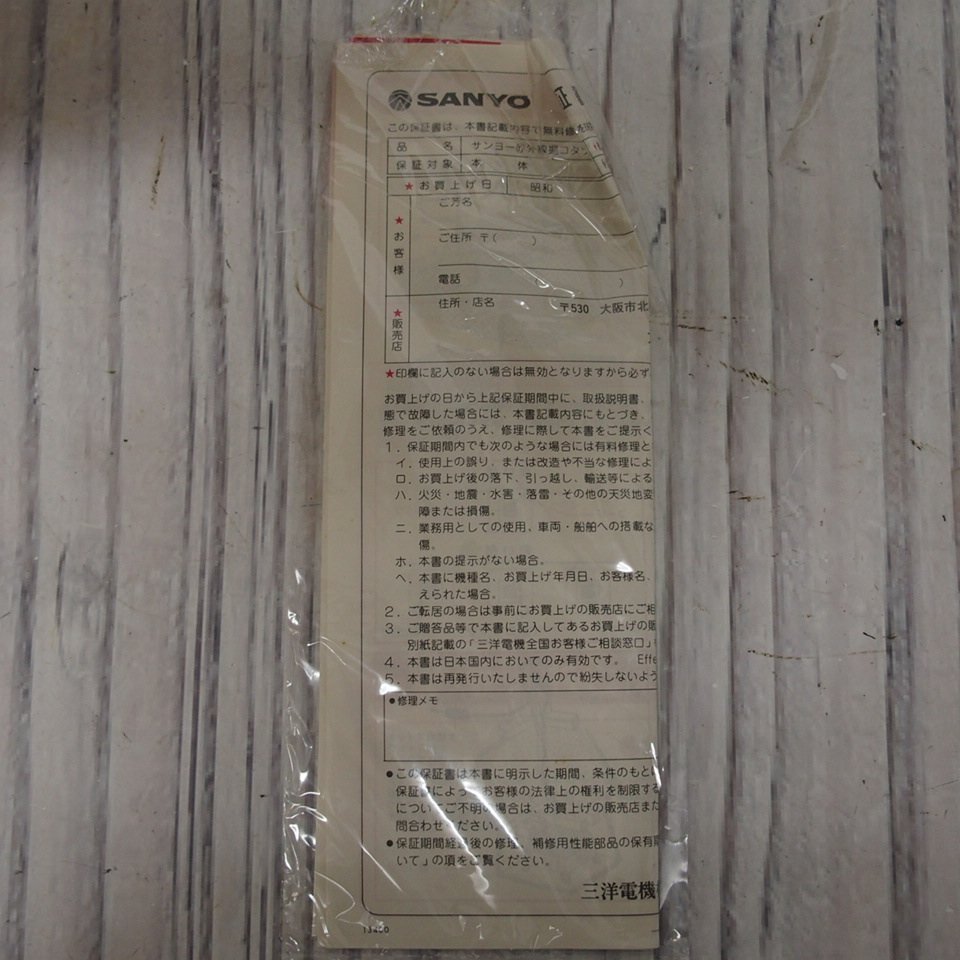 SANYO 証
この保証書は、本書記載内容で無料修
品名 サンヨー赤外線堀コタツ
保証対象 本体
★お買上げ日 昭和
★お客様
ご芳名
ご住所 〒( )
電話 )
★販売店
住所・店名 〒530 大阪市北
★印欄に記入のない場合は無効となりますから必ず
お買上げの日から上記保証期間中に、取扱説明書、
態で故障した場合には、本書記載内容にもとづき、
修理をご依頼のうえ、修理に際して本書をご提示く
1. 保証期間内でも次のような場合には有料修理と
イ. 使用上の誤り、または改造や不当な修理によ
ロ. お買上げ後の落下、引っ越し、輸送等による
ハ. 火災・地震・水害・落雷・その他の天災地変
障または損傷。
ニ. 業務用としての使用、車両・船舶への搭載な
傷。
ホ. 本書の提示がない場合。
ヘ. 本書に機種名、お買上げ年月日、お客様名、
えられた場合。
2. ご転居の場合は事前にお買上げの販売店にご相
3. ご贈答品等で本書に記入してあるお買上げの販
別紙記載の「三洋電機全国お客様ご相談窓口」
4. 本書は日本国内においてのみ有効です。 Effe
5. 本書は再発行いたしませんので紛失しないよう
●修理メモ
●この保証書は本書に明示した期間、条件のもとに
保証書によってお客様の法律上の権利を制限する
についてご不明の場合は、お買上げの販売店また
問合わせください。
●保証期間経過後の修理、補修用性能部品の保有期
いて」の項をご覧ください。
三洋電機